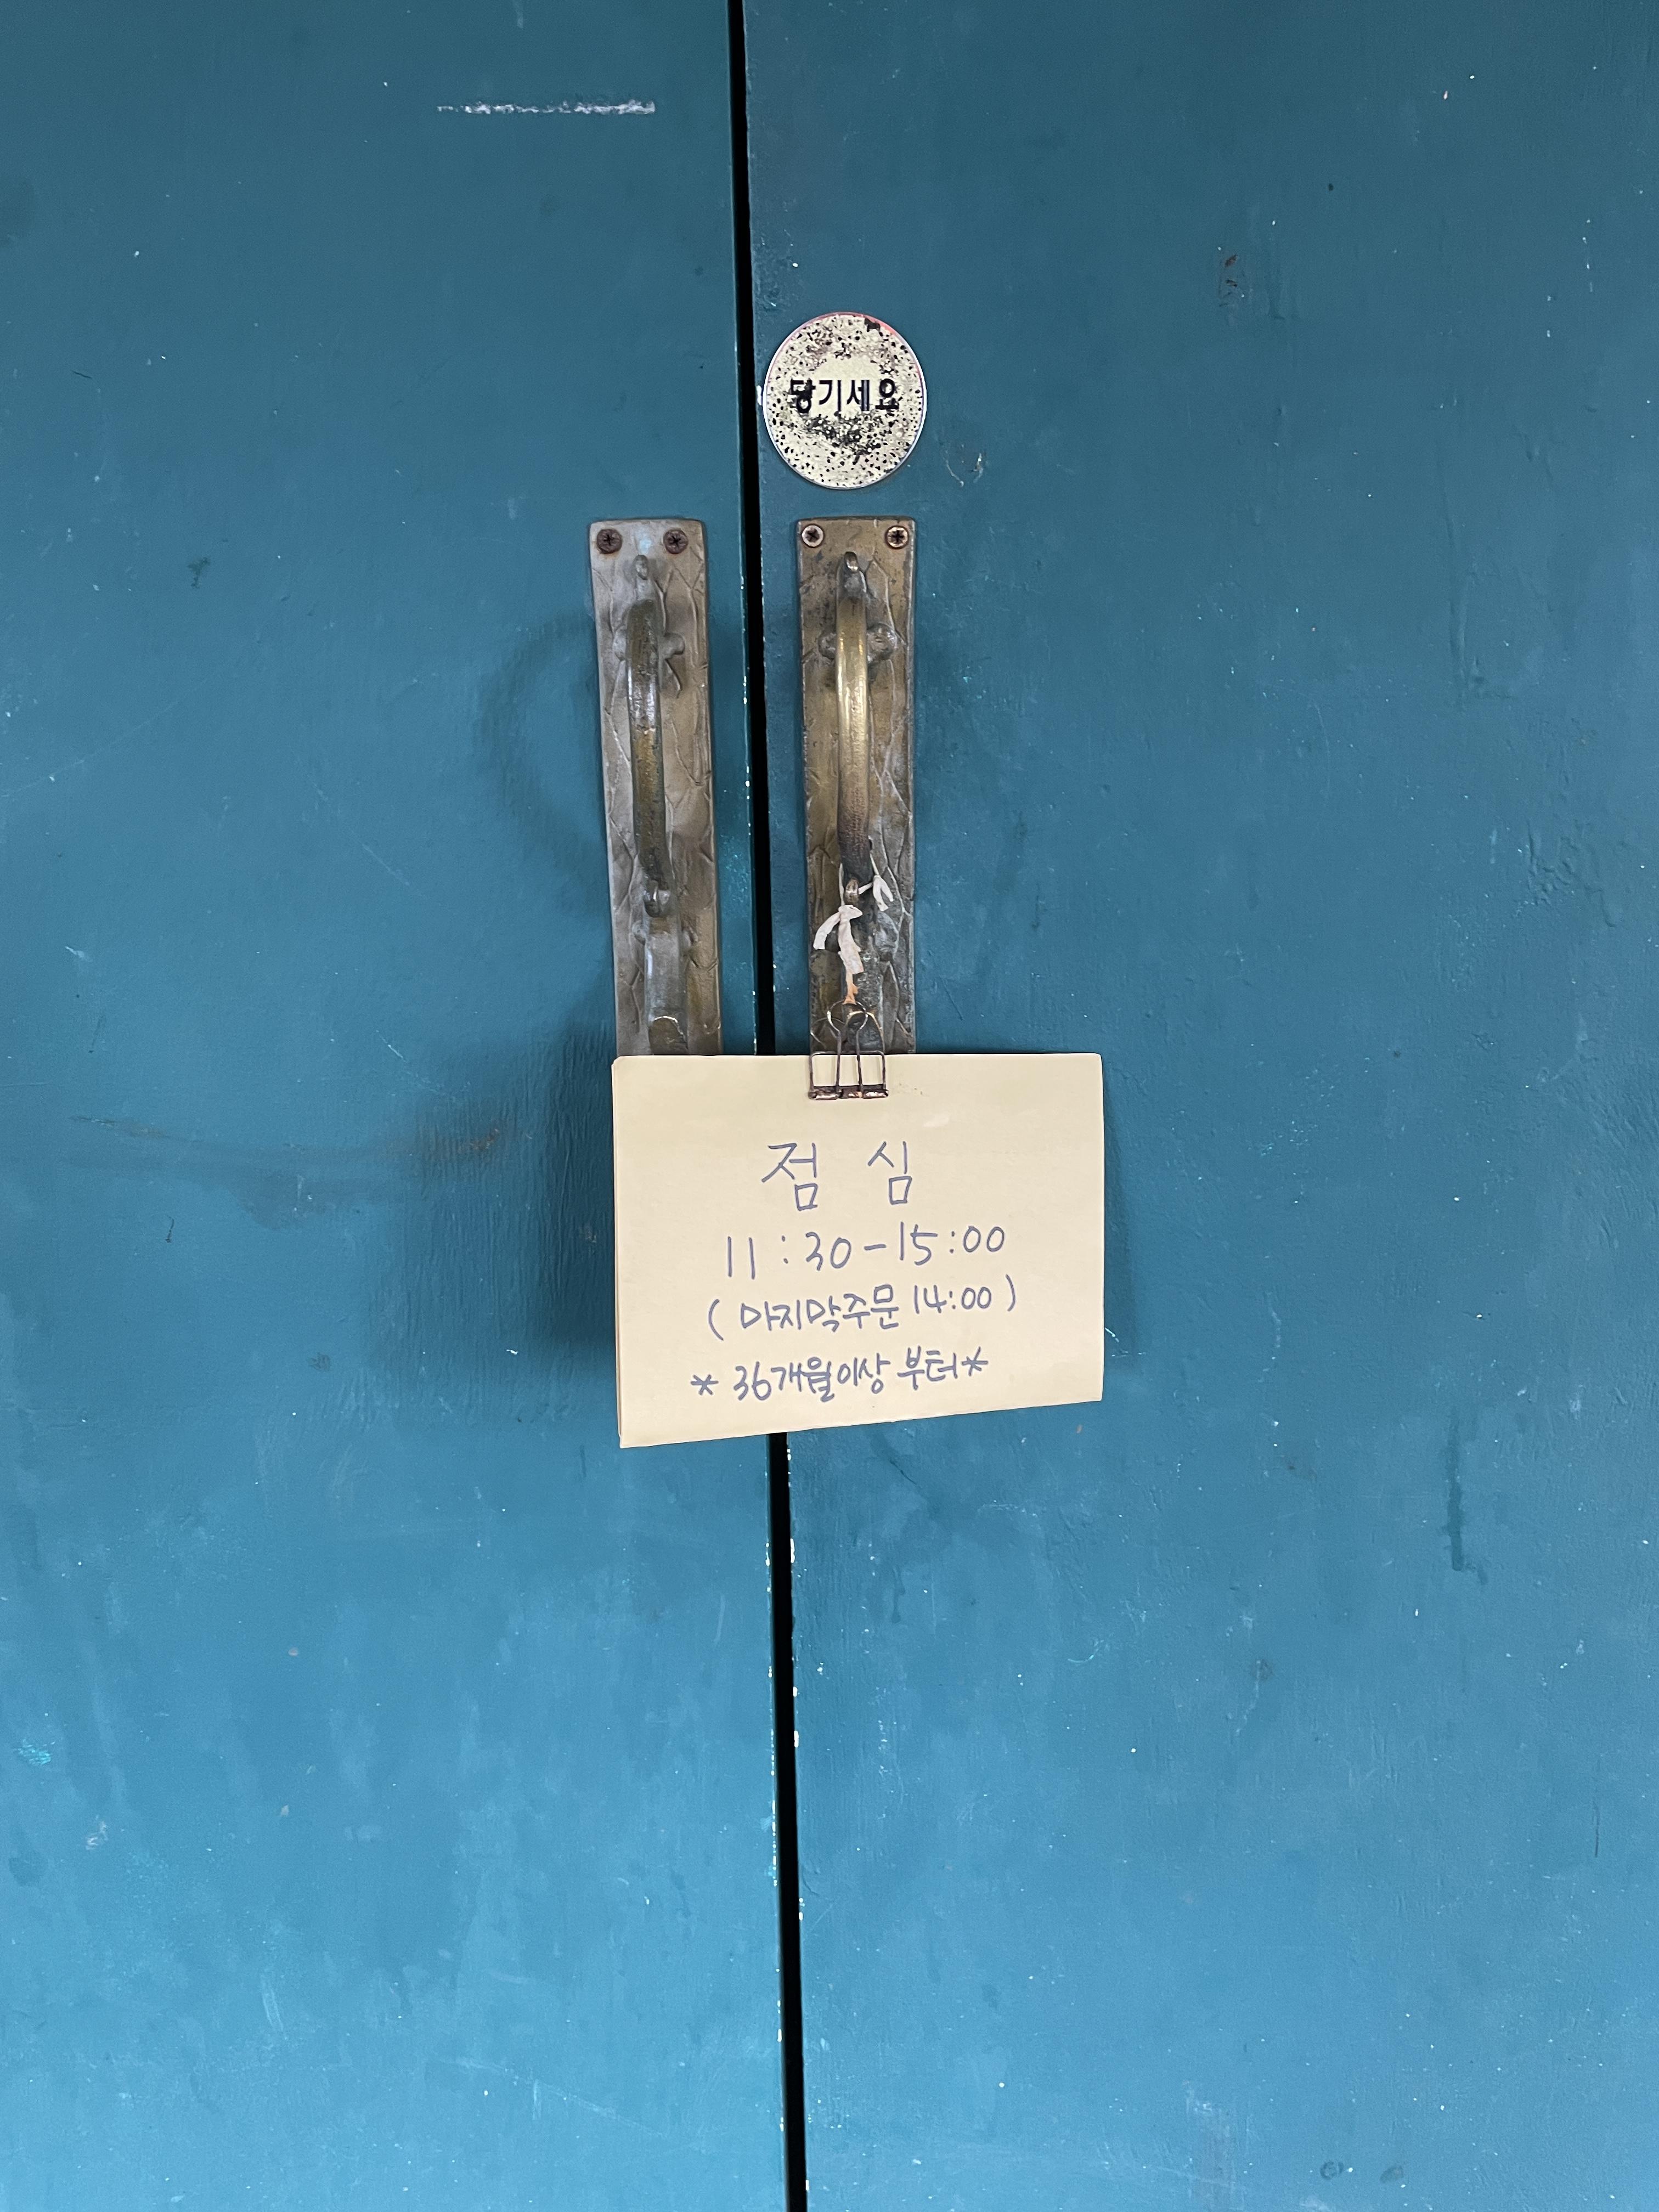 당기세요
점 심
11:30-15:00
(마지막주문 14:00)
* 36개월이상 부터*